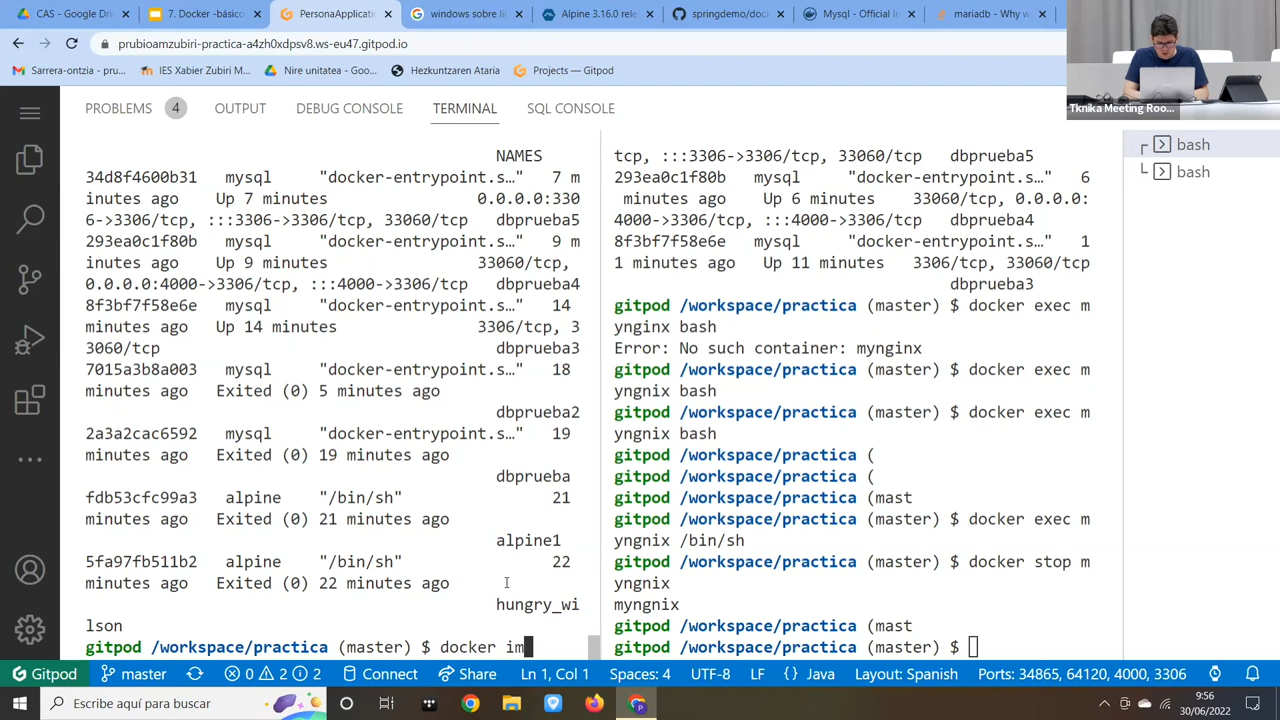 CAS - Google D
7. Docker -básico
PersonaApplicatio
windows sobre li
Alpine 3.16.0 rele
springdemo/dock
Mysql - Official I
mariadb - Why w
prubioamzubiri-practica-a4zh0xdpsv8.ws-eu47.gitpod.io
Sarrera-ontzia - pru...
IES Xabier Zubiri M...
Nire unitatea - Goo...
Hezkuntzaren Ataria
Projects — Gitpod
Tknika Meeting Roo...
PROBLEMS 4 OUTPUT DEBUG CONSOLE TERMINAL SQL CONSOLE
NAMES
34d8f4600b31 mysql "docker-entrypoint.s…" 7 m
inutes ago Up 7 minutes 0.0.0.0:330
6->3306/tcp, :::3306->3306/tcp, 33060/tcp dbprueba5
293ea0c1f80b mysql "docker-entrypoint.s…" 9 m
inutes ago Up 9 minutes 33060/tcp,
0.0.0.0:4000->3306/tcp, :::4000->3306/tcp dbprueba4
8f3bf7f58e6e mysql "docker-entrypoint.s…" 14
minutes ago Up 14 minutes 3306/tcp, 3
3060/tcp dbprueba3
7015a3b8a003 mysql "docker-entrypoint.s…" 18
minutes ago Exited (0) 5 minutes ago
dbprueba2
2a3a2cac6592 mysql "docker-entrypoint.s…" 19
minutes ago Exited (0) 19 minutes ago
dbprueba
fdb53cfc99a3 alpine "/bin/sh" 21
minutes ago Exited (0) 21 minutes ago
alpine1
5fa97fb511b2 alpine "/bin/sh" 22
minutes ago Exited (0) 22 minutes ago
hungry_wi
lson
gitpod /workspace/practica (master) $ docker im
tcp, :::3306->3306/tcp, 33060/tcp dbprueba5
293ea0c1f80b mysql "docker-entrypoint.s…" 6
minutes ago Up 6 minutes 33060/tcp, 0.0.0.0:
4000->3306/tcp, :::4000->3306/tcp dbprueba4
8f3bf7f58e6e mysql "docker-entrypoint.s…" 1
1 minutes ago Up 11 minutes 3306/tcp, 33060/tcp
dbprueba3
gitpod /workspace/practica (master) $ docker exec m
ynginx bash
Error: No such container: mynginx
gitpod /workspace/practica (master) $ docker exec m
yngnix bash
gitpod /workspace/practica (master) $ docker exec m
yngnix bash
gitpod /workspace/practica (
gitpod /workspace/practica (
gitpod /workspace/practica (mast
gitpod /workspace/practica (master) $ docker exec m
yngnix /bin/sh
gitpod /workspace/practica (master) $ docker stop m
yngnix
myngnix
gitpod /workspace/practica (mast
gitpod /workspace/practica (master) $
bash
bash
Gitpod master 0 2 2 Connect Share Ln 1, Col 1 Spaces: 4 UTF-8 LF {} Java Layout: Spanish Ports: 34865, 64120, 4000, 3306
Escribe aquí para buscar
9:56
30/06/2022